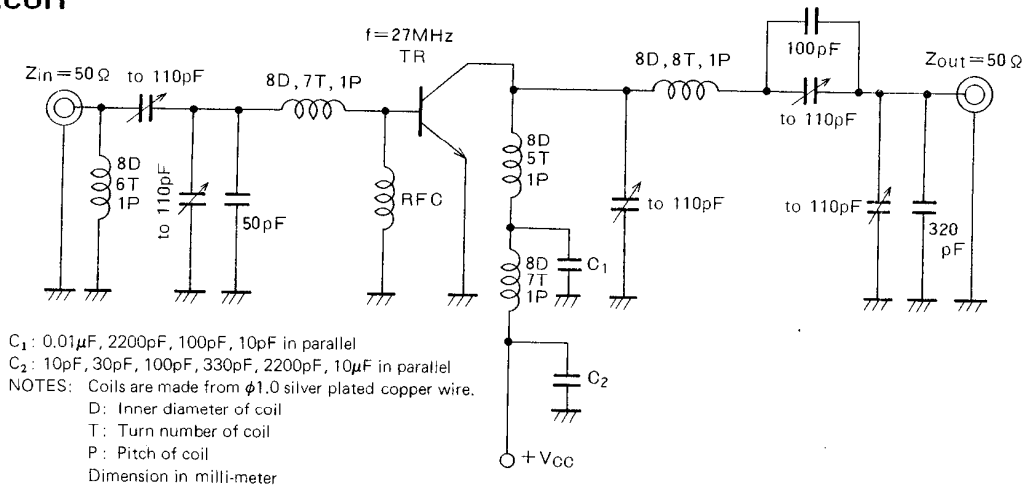 f=27MHz
TR
Zin=50Ω
to 110pF
8D, 7T, 1P
8D, 8T, 1P
100pF
to 110pF
Zout=50Ω
8D
6T
1P
to 110pF
50pF
RFC
8D
5T
1P
to 110pF
to 110pF
320
pF
8D
7T
1P
C₁
C₂
+VCC
C₁: 0.01μF, 2200pF, 100pF, 10pF in parallel
C₂: 10pF, 30pF, 100pF, 330pF, 2200pF, 10μF in parallel
NOTES: Coils are made from φ1.0 silver plated copper wire.
D: Inner diameter of coil
T: Turn number of coil
P: Pitch of coil
Dimension in milli-meter